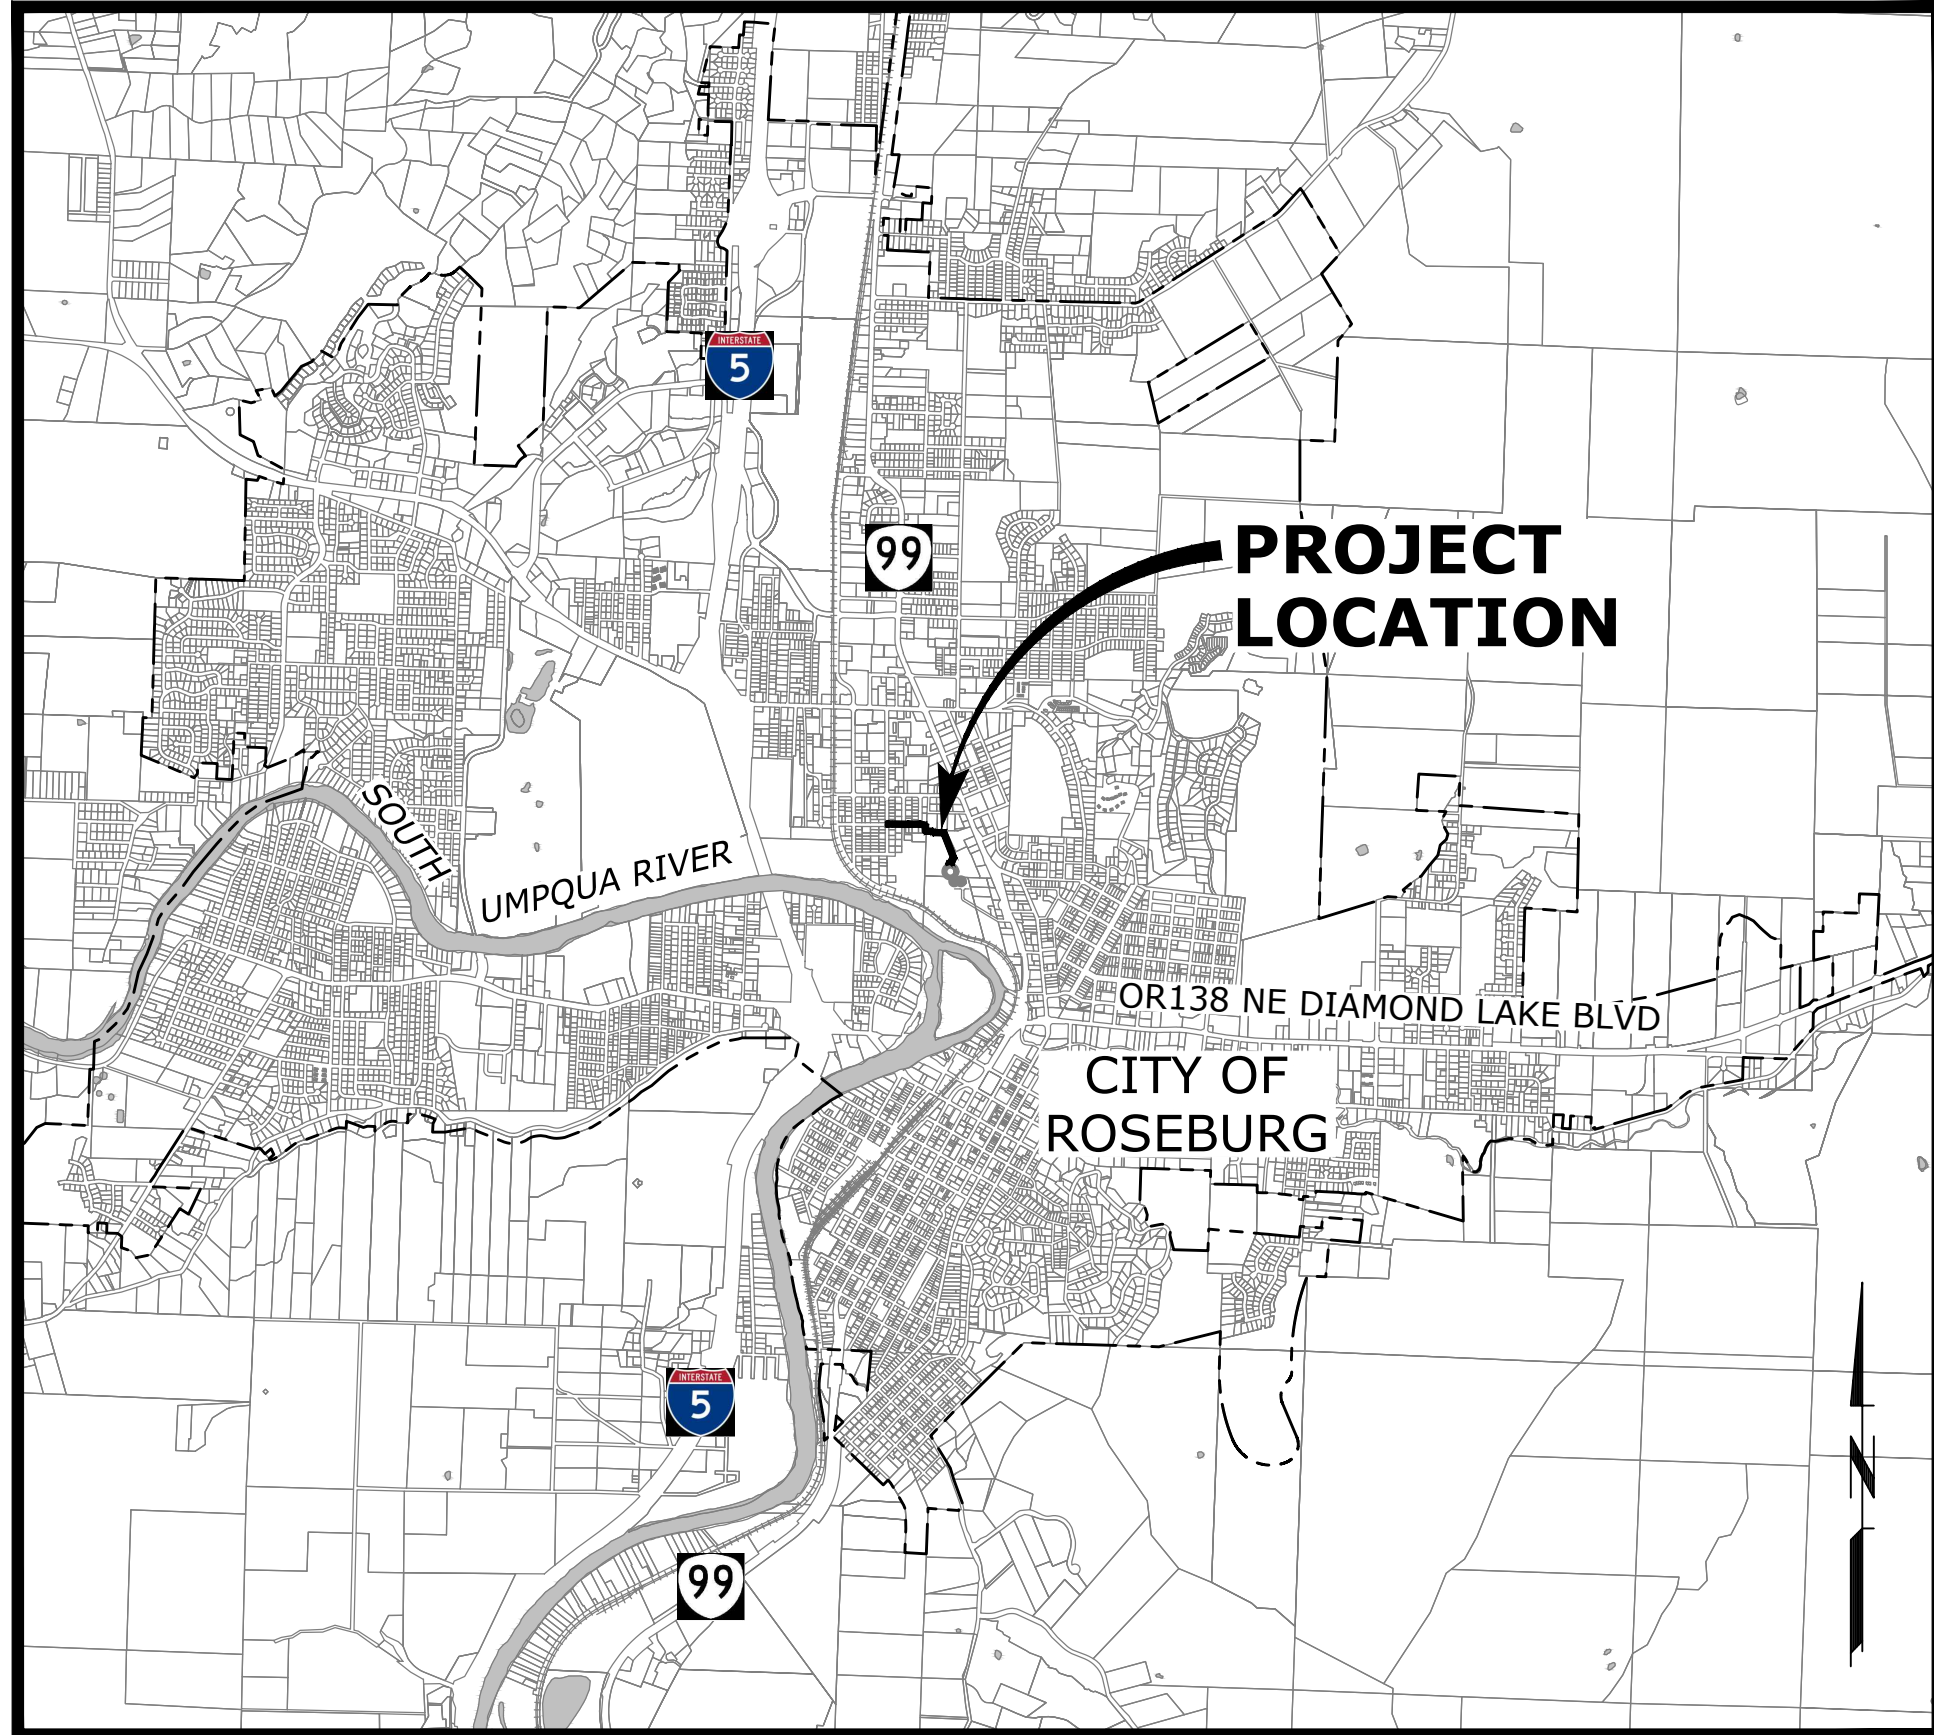 INTERSTATE
5
99
PROJECT
LOCATION
SOUTH
UMPQUA RIVER
OR138 NE DIAMOND LAKE BLVD
CITY OF
ROSEBURG
INTERSTATE
5
99
N